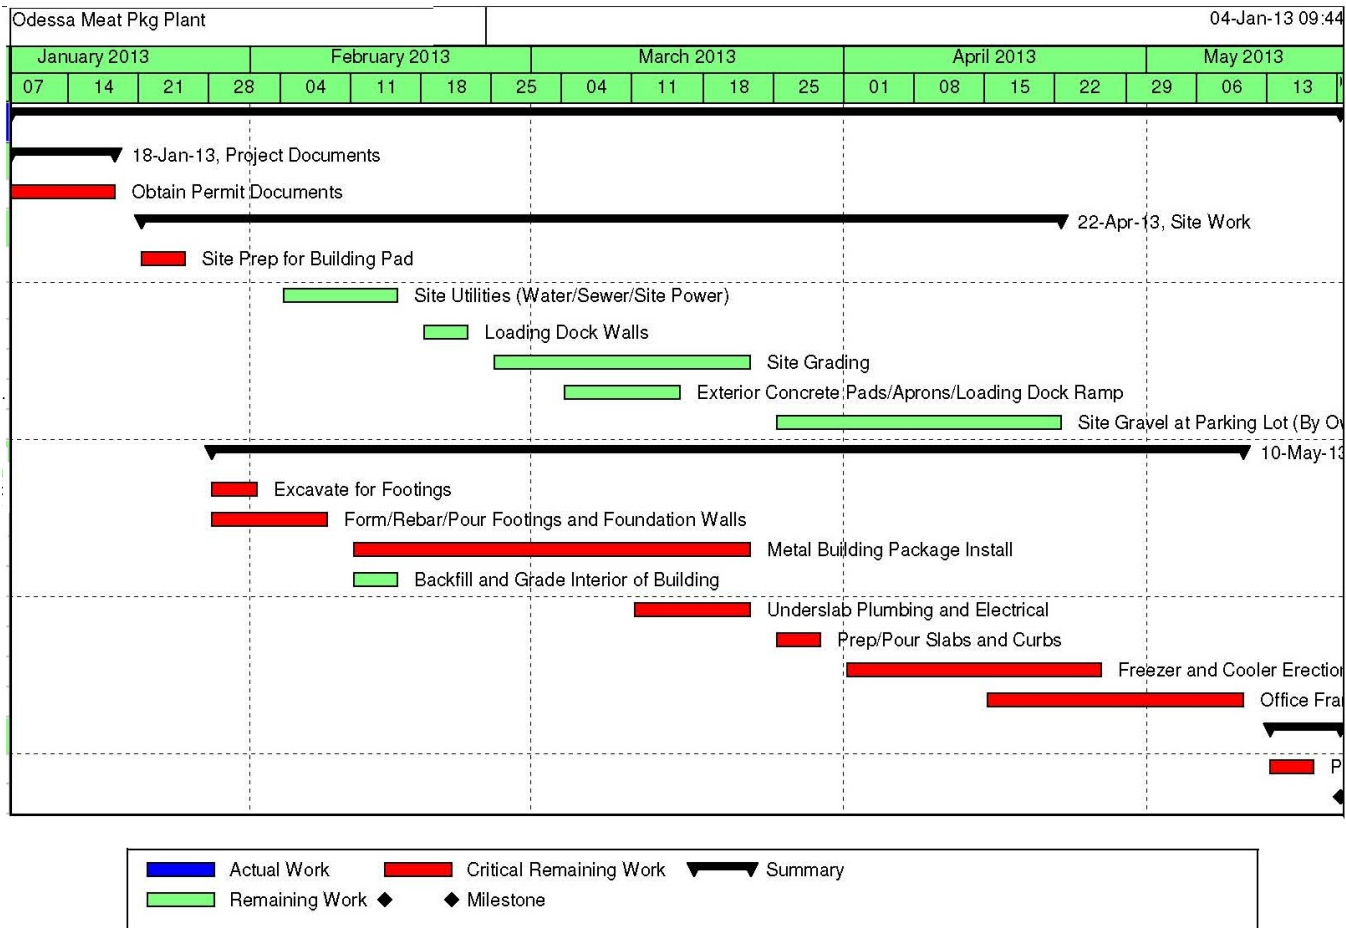 Odessa Meat Pkg Plant
04-Jan-13 09:44
January 2013 February 2013 March 2013 April 2013 May 2013
07 14 21 28 04 11 18 25 04 11 18 25 01 08 15 22 29 06 13
18-Jan-13, Project Documents
Obtain Permit Documents
22-Apr-13, Site Work
Site Prep for Building Pad
Site Utilities (Water/Sewer/Site Power)
Loading Dock Walls
Site Grading
Exterior Concrete Pads/Aprons/Loading Dock Ramp
Site Gravel at Parking Lot (By
10-May-13
Excavate for Footings
Form/Rebar/Pour Footings and Foundation Walls
Metal Building Package Install
Backfill and Grade Interior of Building
Underslab Plumbing and Electrical
Prep/Pour Slabs and Curbs
Freezer and Cooler Erection
Office
P
Actual Work Critical Remaining Work Summary
Remaining Work Milestone